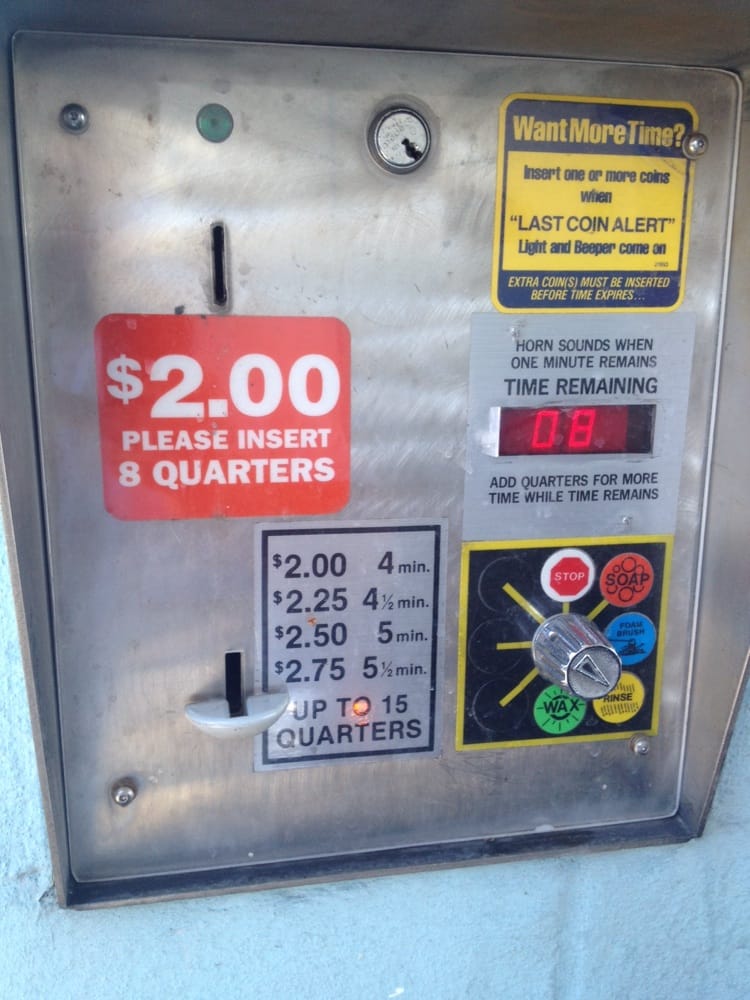 Want More Time?
Insert one or more coins
when
"LAST COIN ALERT"
Light and Beeper come on
EXTRA COIN(S) MUST BE INSERTED
BEFORE TIME EXPIRES...
$2.00
PLEASE INSERT
8 QUARTERS
HORN SOUNDS WHEN
ONE MINUTE REMAINS
TIME REMAINING
08
ADD QUARTERS FOR MORE
TIME WHILE TIME REMAINS
$2.00 4 min.
$2.25 4½ min.
$2.50 5 min.
$2.75 5½ min.
UP TO 15
QUARTERS
STOP
SOAP
FOAM
BRUSH
RINSE
WAX